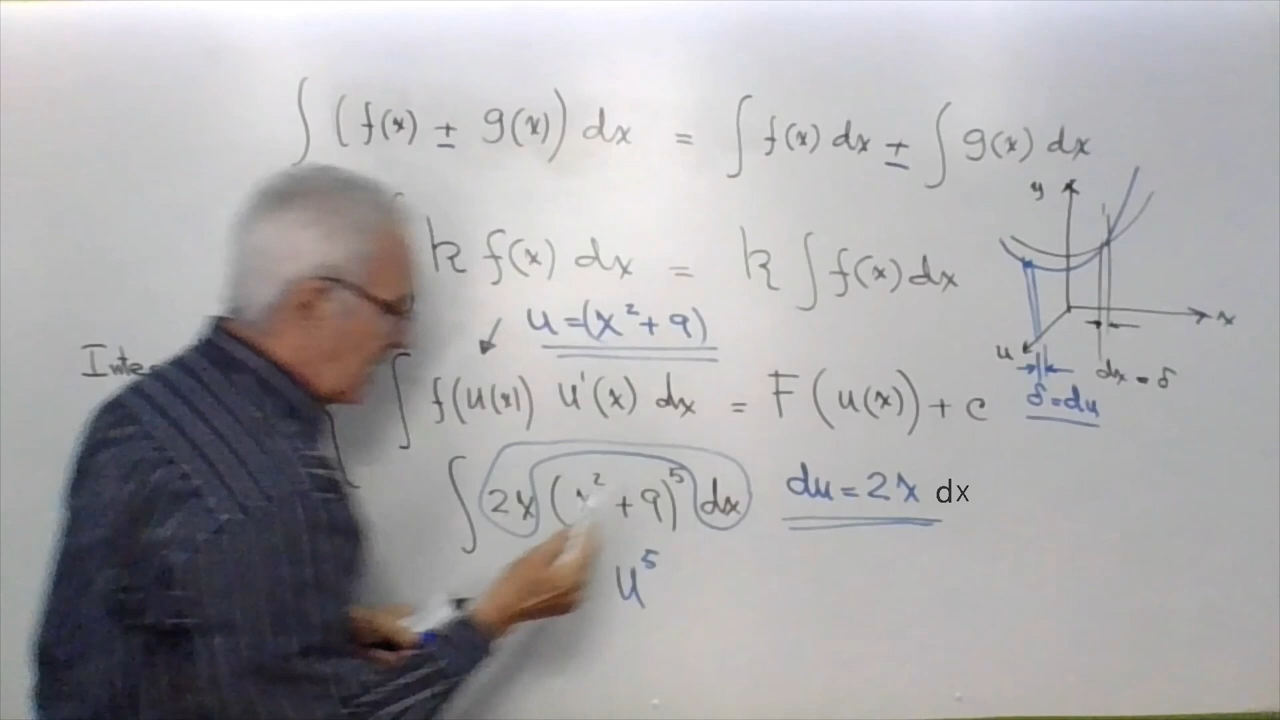 ∫ (f(x) ± g(x)) dx = ∫ f(x) dx ± ∫ g(x) dx
k f(x) dx = k ∫ f(x) dx
u=(x²+9)
∫ f(u(x)) u'(x) dx = F(u(x)) + c
∫ 2x (x²+9)⁵ dx du = 2x dx
u⁵
y
x
u
dx = δ
δ = du